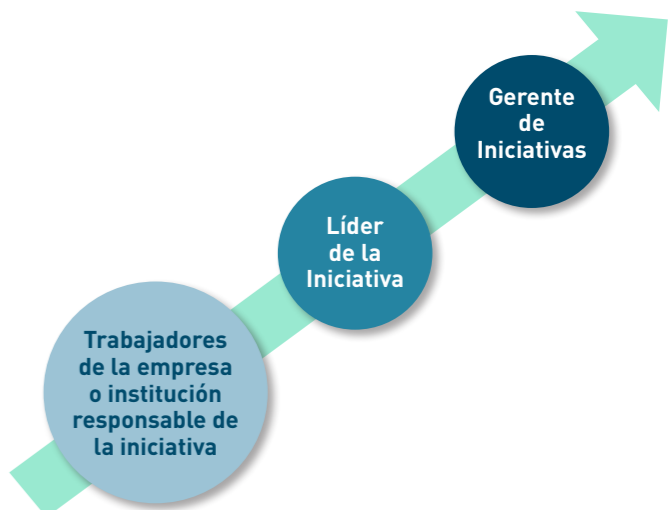 Gerente
de
Iniciativas
Líder
de la
Iniciativa
Trabajadores
de la empresa
o institución
responsable de
la iniciativa